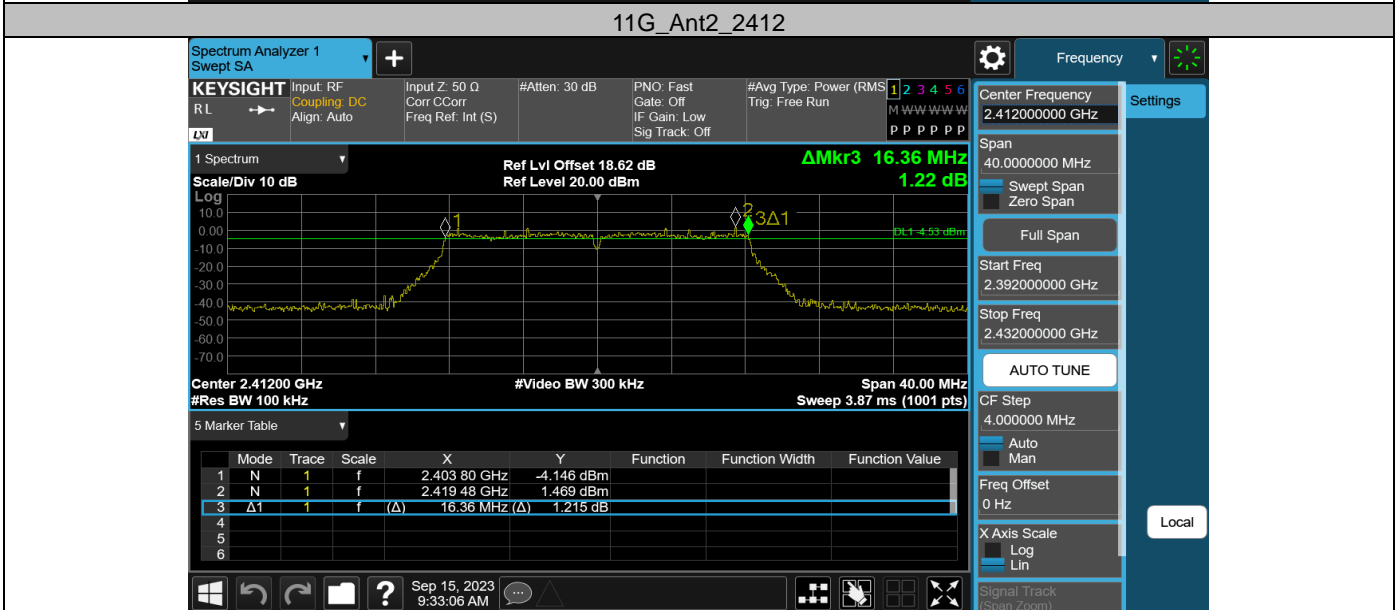 11G_Ant2_2412
Spectrum Analyzer 1
Swept SA
Frequency
KEYSIGHT
RL
LXI
Input: RF
Coupling: DC
Align: Auto
Input Z: 50 Ω
Corr CCorr
Freq Ref: Int (S)
#Atten: 30 dB
PNO: Fast
Gate: Off
IF Gain: Low
Sig Track: Off
#Avg Type: Power (RMS
Trig: Free Run
1 2 3 4 5 6
M W W W W W
P P P P P P
Settings
Center Frequency
2.412000000 GHz
Span
40.0000000 MHz
Swept Span
Zero Span
Full Span
Start Freq
2.392000000 GHz
Stop Freq
2.432000000 GHz
AUTO TUNE
CF Step
4.000000 MHz
Auto
Man
Freq Offset
0 Hz
X Axis Scale
Log
Lin
Signal Track
(Span Zoom)
Local
1 Spectrum
Scale/Div 10 dB
Ref Lvl Offset 18.62 dB
Ref Level 20.00 dBm
ΔMkr3 16.36 MHz
1.22 dB
Log
10.0
0.00
-10.0
-20.0
-30.0
-40.0
-50.0
-60.0
-70.0
1
2
3Δ1
DL1 -4.53 dBm
Center 2.41200 GHz
#Video BW 300 kHz
Span 40.00 MHz
#Res BW 100 kHz
Sweep 3.87 ms (1001 pts)
5 Marker Table
Mode Trace Scale X Y Function Function Width Function Value
1 N 1 f 2.403 80 GHz -4.146 dBm
2 N 1 f 2.419 48 GHz 1.469 dBm
3 Δ1 1 f (Δ) 16.36 MHz (Δ) 1.215 dB
4
5
6
Sep 15, 2023
9:33:06 AM